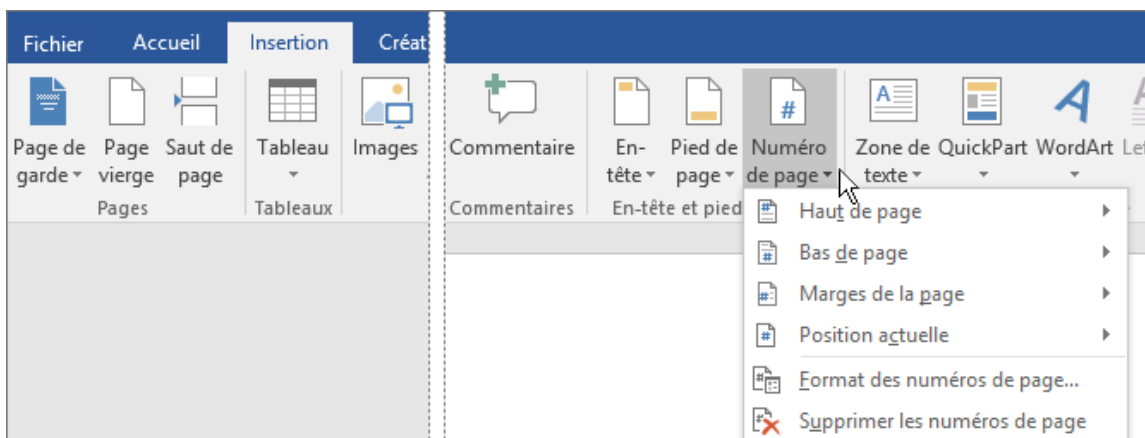 Fichier Accueil Insertion Créat
Page de garde Page vierge Saut de page Tableau Images Commentaire En-tête Pied de page Numéro de page Zone de texte QuickPart WordArt
Pages Tableaux Commentaires En-tête et pied
Haut de page
Bas de page
Marges de la page
Position actuelle
Format des numéros de page...
Supprimer les numéros de page